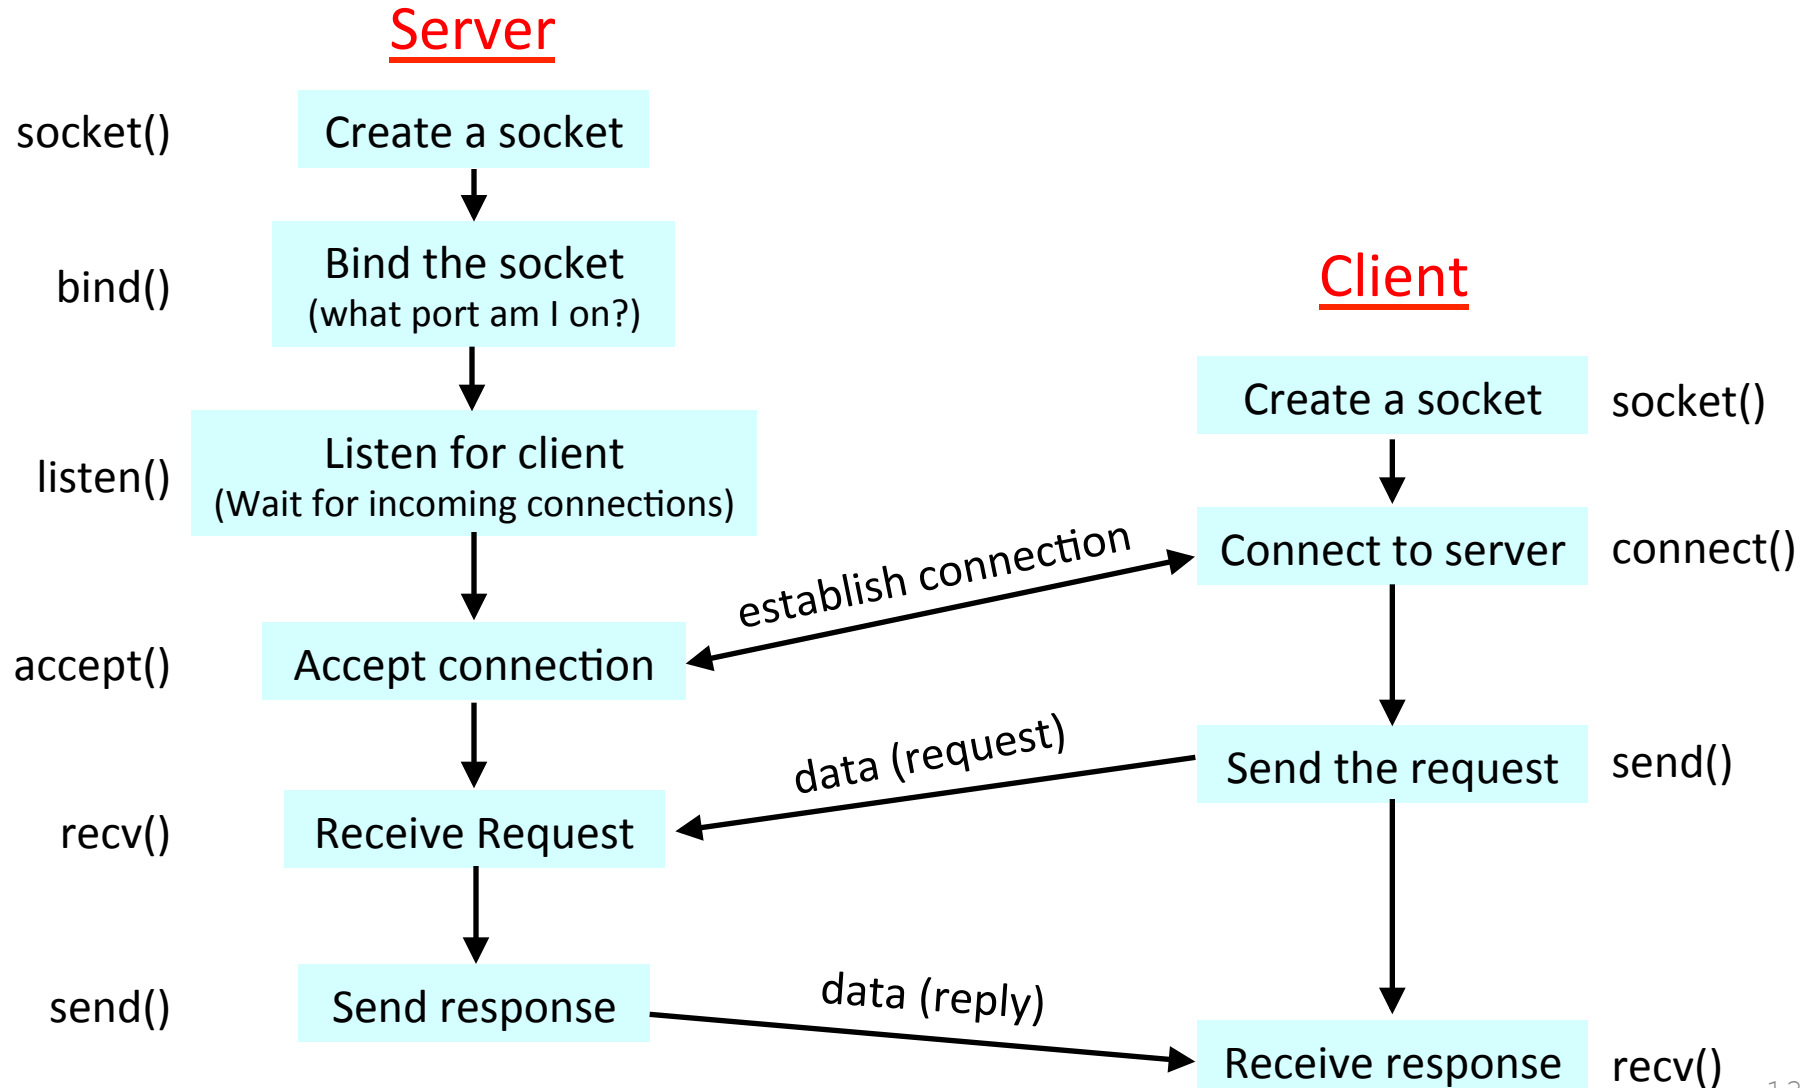 Server
socket()
Create a socket
bind()
Bind the socket
(what port am I on?)
listen()
Listen for client
(Wait for incoming connections)
accept()
Accept connection
recv()
Receive Request
send()
Send response
establish connection
data (request)
data (reply)
Client
Create a socket
socket()
Connect to server
connect()
Send the request
send()
Receive response
recv()